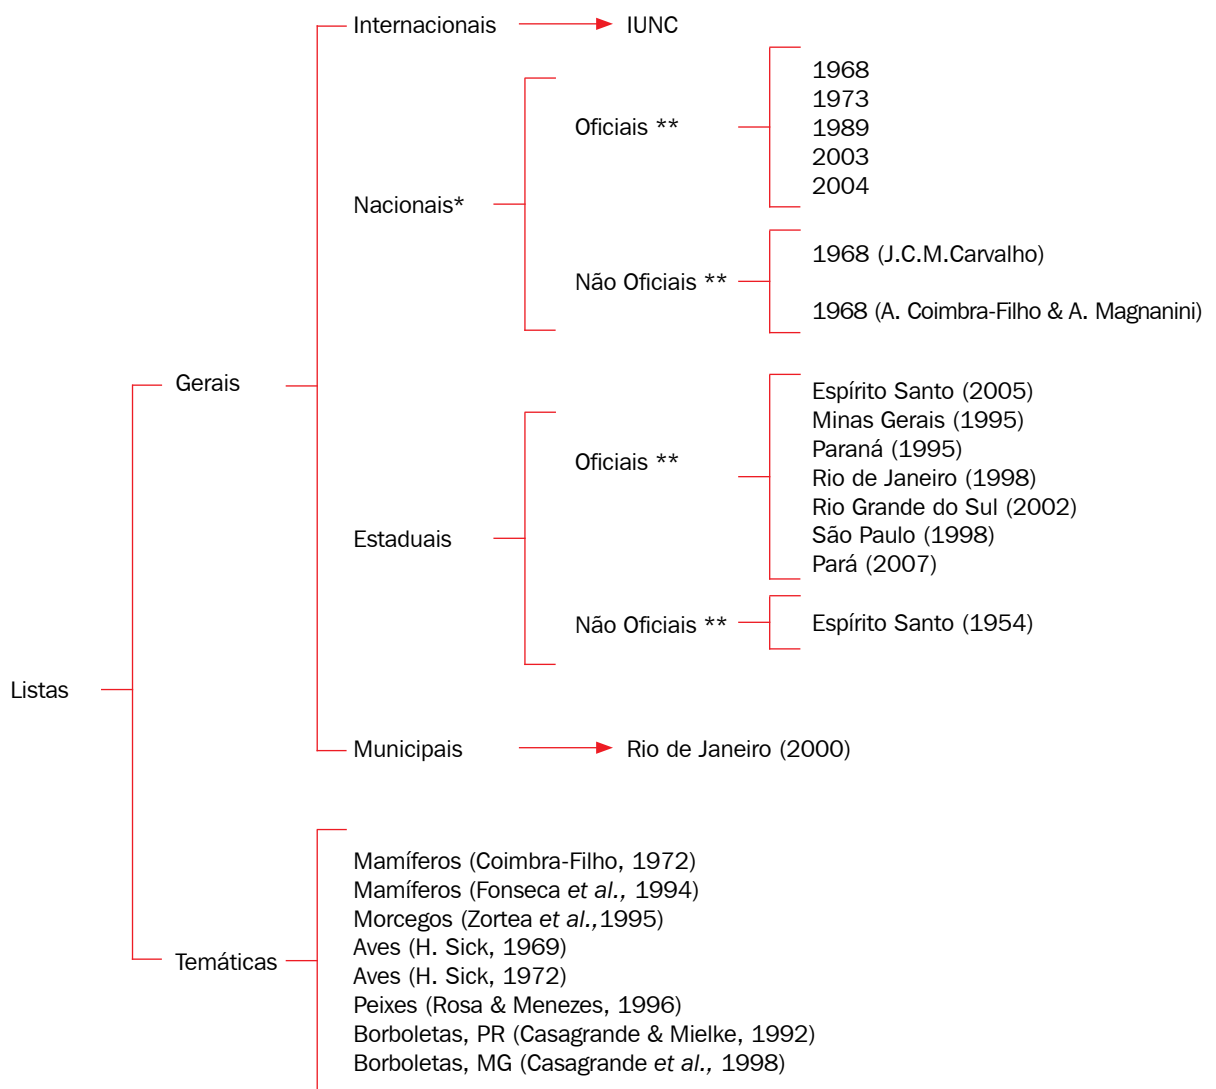 Internacionais
IUNC
Nacionais*
Oficiais **
1968
1973
1989
2003
2004
Não Oficiais **
1968 (J.C.M.Carvalho)
1968 (A. Coimbra-Filho & A. Magnanini)
Gerais
Estaduais
Oficiais **
Espírito Santo (2005)
Minas Gerais (1995)
Paraná (1995)
Rio de Janeiro (1998)
Rio Grande do Sul (2002)
São Paulo (1998)
Pará (2007)
Não Oficiais **
Espírito Santo (1954)
Listas
Municipais
Rio de Janeiro (2000)
Temáticas
Mamíferos (Coimbra-Filho, 1972)
Mamíferos (Fonseca et al., 1994)
Morcegos (Zortea et al.,1995)
Aves (H. Sick, 1969)
Aves (H. Sick, 1972)
Peixes (Rosa & Menezes, 1996)
Borboletas, PR (Casagrande & Mielke, 1992)
Borboletas, MG (Casagrande et al., 1998)